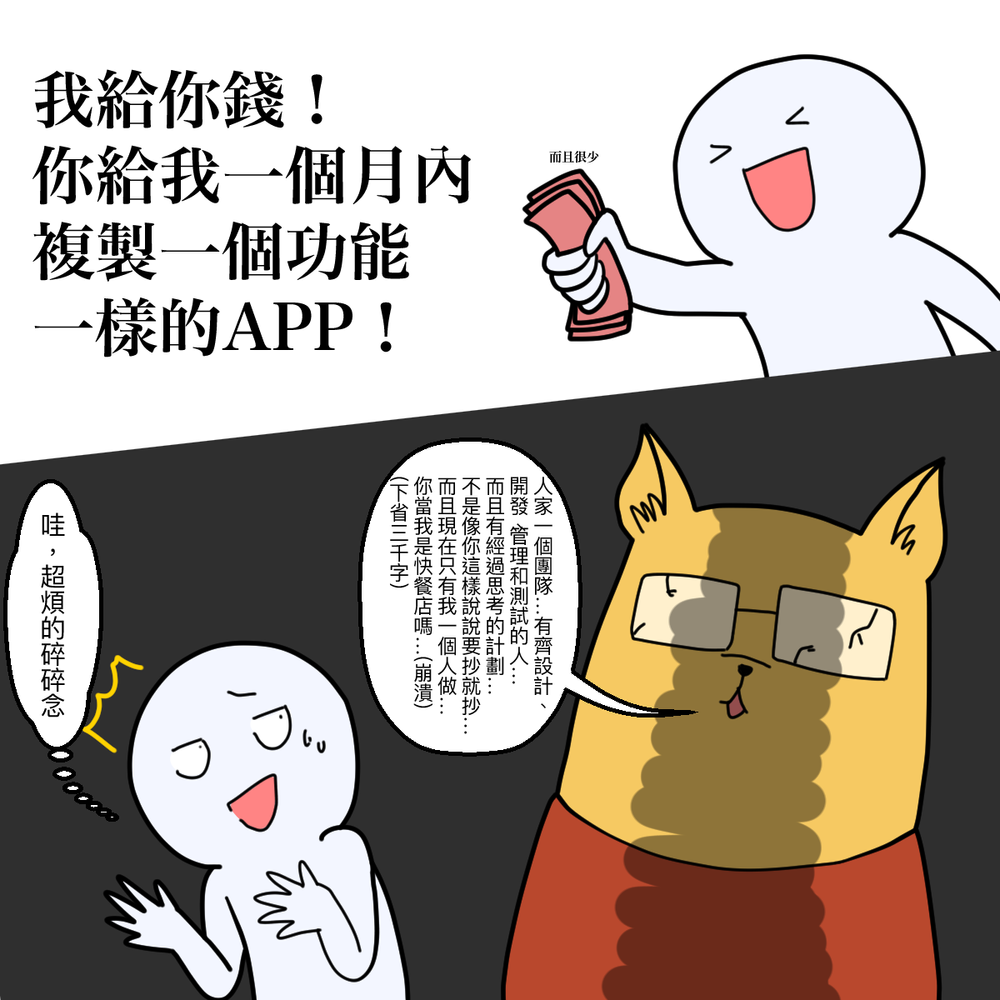 我給你錢！
你給我一個月內
複製一個功能
一樣的APP！
而且很少
人家一個團隊…有齊設計、
開發 管理和測試的人…
而且有經過思考的計劃…
不是像你這樣說說要抄就抄…
而且現在只有我一個人做…
你當我是快餐店嗎…(崩潰)
(下省三千字)
哇，超煩的碎碎念